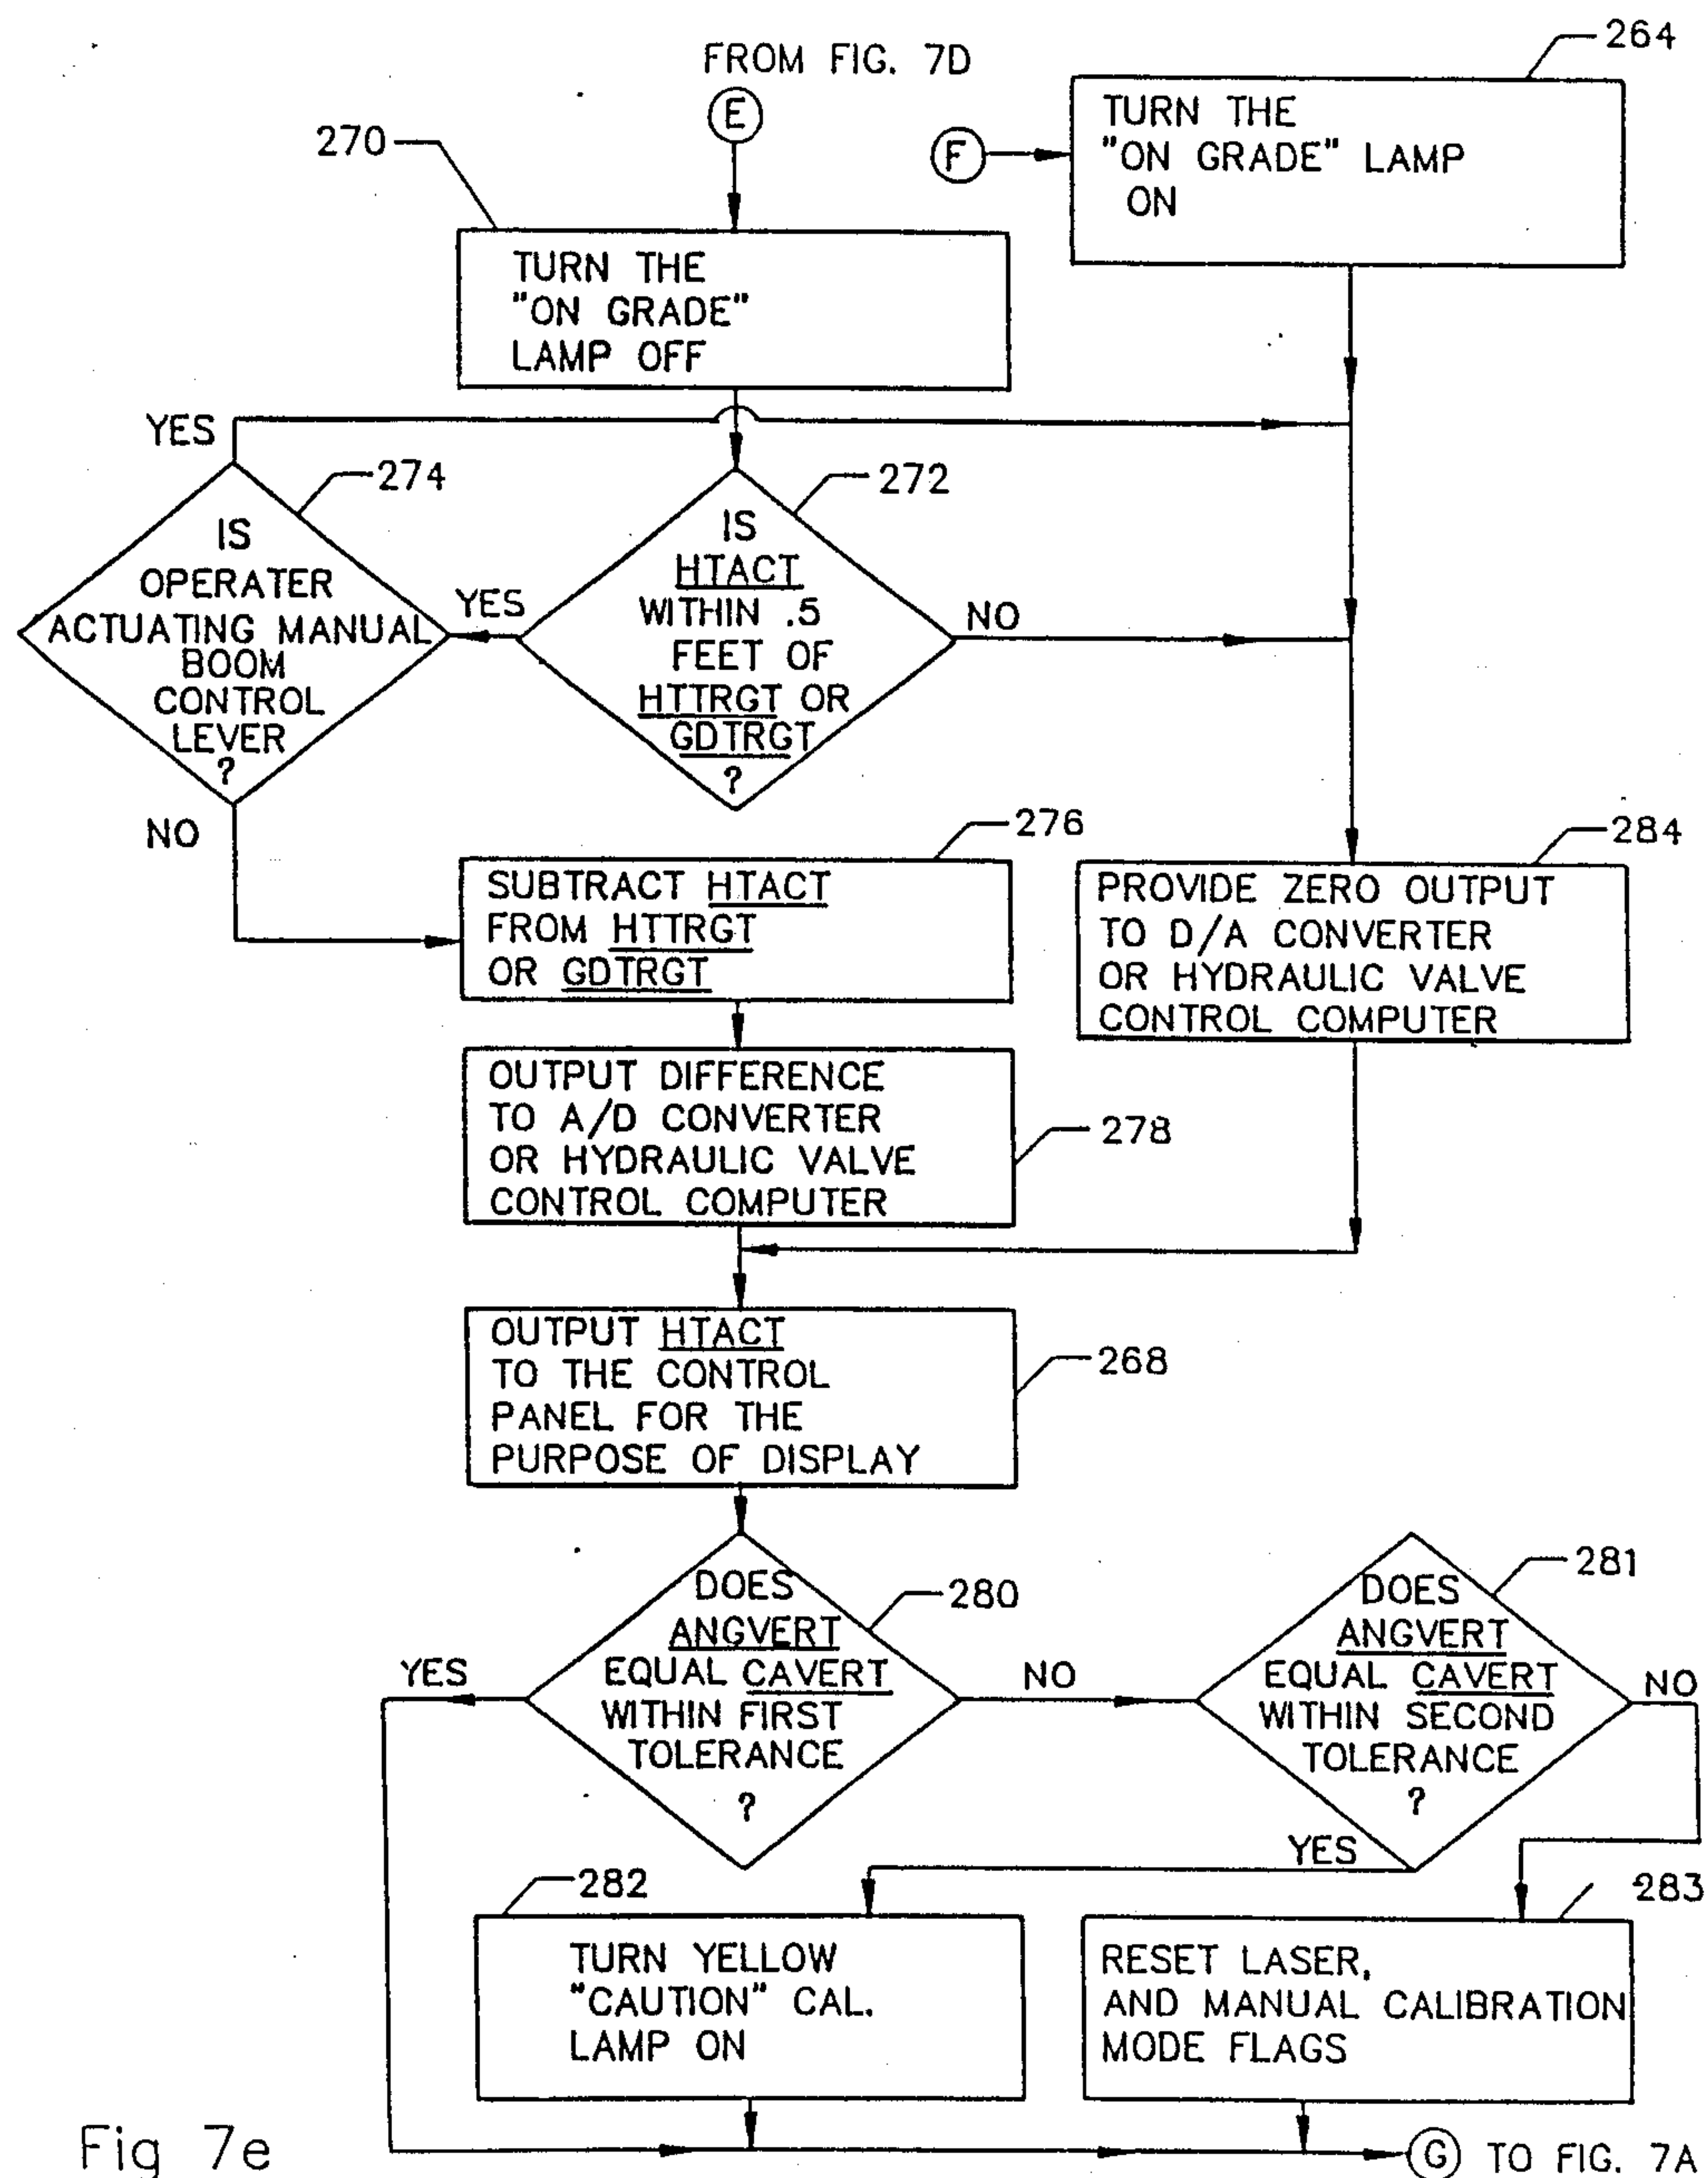 FROM FIG. 7D
E
264
F
TURN THE
"ON GRADE" LAMP
ON
270
TURN THE
"ON GRADE"
LAMP OFF
YES
274
IS
OPERATER
ACTUATING MANUAL
BOOM
CONTROL
LEVER
?
YES
272
IS
HTACT
WITHIN .5
FEET OF
HTTRGT OR
GDTRGT
?
NO
NO
276
SUBTRACT HTACT
FROM HTTRGT
OR GDTRGT
284
PROVIDE ZERO OUTPUT
TO D/A CONVERTER
OR HYDRAULIC VALVE
CONTROL COMPUTER
OUTPUT DIFFERENCE
TO A/D CONVERTER
OR HYDRAULIC VALVE
CONTROL COMPUTER
278
OUTPUT HTACT
TO THE CONTROL
PANEL FOR THE
PURPOSE OF DISPLAY
268
280
DOES
ANGVERT
EQUAL CAVERT
WITHIN FIRST
TOLERANCE
?
YES
NO
281
DOES
ANGVERT
EQUAL CAVERT
WITHIN SECOND
TOLERANCE
?
NO
YES
282
TURN YELLOW
"CAUTION" CAL.
LAMP ON
283
RESET LASER,
AND MANUAL CALIBRATION
MODE FLAGS
G TO FIG. 7A
Fig 7e